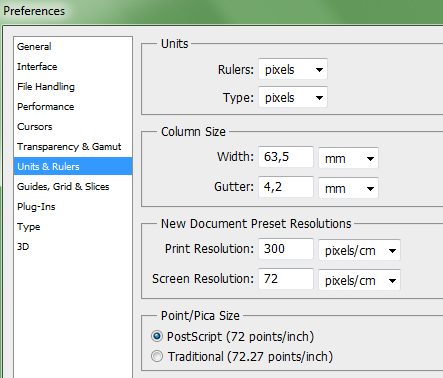 Preferences
General
Interface
File Handling
Performance
Cursors
Transparency & Gamut
Units & Rulers
Guides, Grid & Slices
Plug-Ins
Type
3D
Units
Rulers: pixels
Type: pixels
Column Size
Width: 63,5 mm
Gutter: 4,2 mm
New Document Preset Resolutions
Print Resolution: 300 pixels/cm
Screen Resolution: 72 pixels/cm
Point/Pica Size
PostScript (72 points/inch)
Traditional (72.27 points/inch)